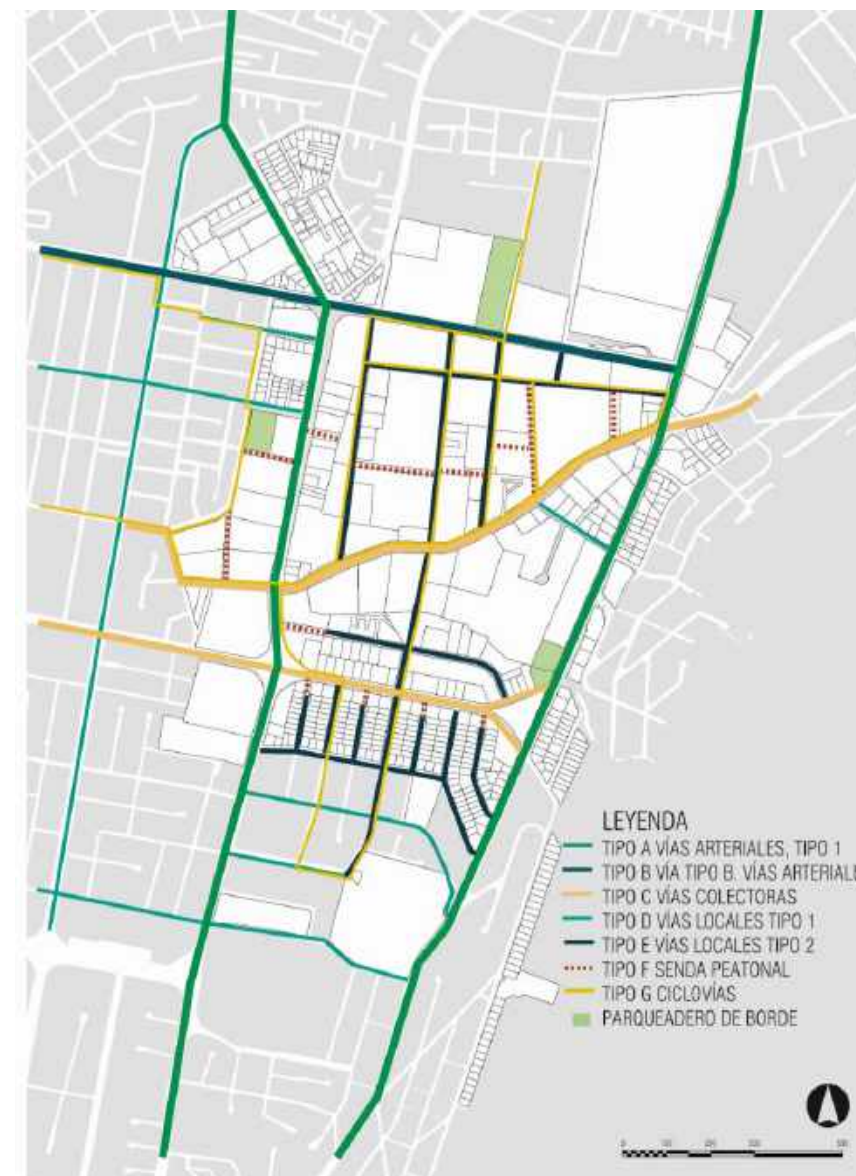 LEYENDA
TIPO A VÍAS ARTERIALES, TIPO 1
TIPO B VÍA TIPO B. VÍAS ARTERIALE
TIPO C VÍAS COLECTORAS
TIPO D VÍAS LOCALES TIPO 1
TIPO E VÍAS LOCALES TIPO 2
TIPO F SENDA PEATONAL
TIPO G CICLOVÍAS
PARQUEADERO DE BORDE